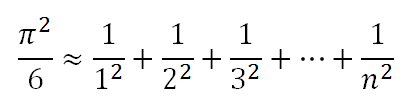 π²/6 ≈ 1/1² + 1/2² + 1/3² + ⋯ + 1/n²